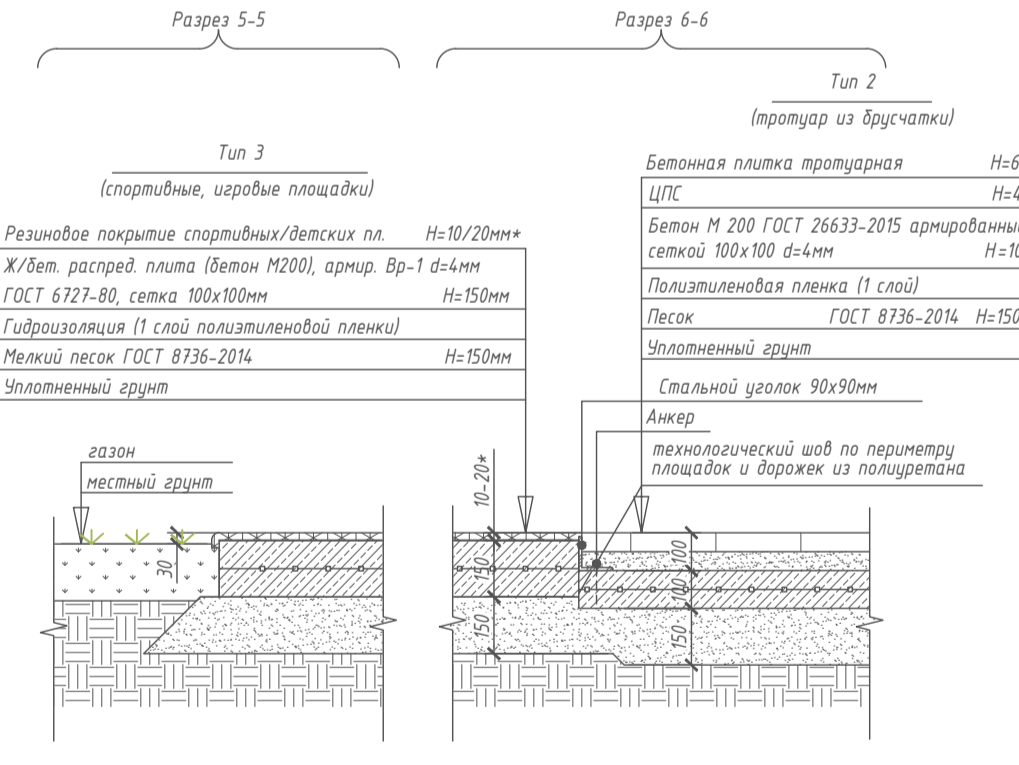 Разрез 5-5
Разрез 6-6
Тип 3
(спортивные, игровые площадки)
Резиновое покрытие спортивных/детских пл. Н=10/20мм*
Ж/бет. распред. плита (бетон М200), армир. Вр-1 d=4мм
ГОСТ 6727-80, сетка 100х100мм Н=150мм
Гидроизоляция (1 слой полиэтиленовой пленки)
Мелкий песок ГОСТ 8736-2014 Н=150мм
Уплотненный грунт
Тип 2
(тротуар из брусчатки)
Бетонная плитка тротуарная Н=6
ЦПС Н=4
Бетон М 200 ГОСТ 26633-2015 армированный
сеткой 100х100 d=4мм Н=10
Полиэтиленовая пленка (1 слой)
Песок ГОСТ 8736-2014 Н=150
Уплотненный грунт
Стальной уголок 90х90мм
Анкер
технологический шов по периметру
площадок и дорожек из полиуретана
газон
местный грунт
30
10-20*
150
150
100
100
150